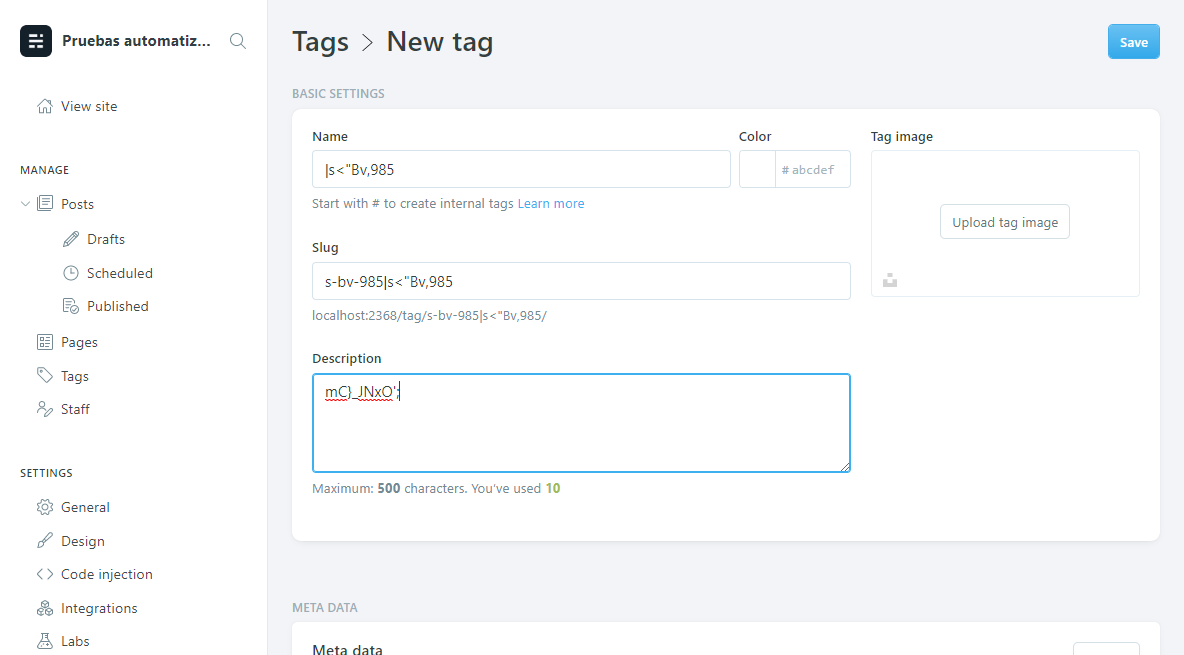 Pruebas automatiz...
View site
MANAGE
Posts
Drafts
Scheduled
Published
Pages
Tags
Staff
SETTINGS
General
Design
Code injection
Integrations
Labs
Tags > New tag
Save
BASIC SETTINGS
Name
|s<"Bv,985
Start with # to create internal tags Learn more
Color
# abcdef
Slug
s-bv-985|s<"Bv,985
localhost:2368/tag/s-bv-985|s<"Bv,985/
Description
mC}_JNxO';
Maximum: 500 characters. You've used 10
Tag image
Upload tag image
META DATA
Meta data